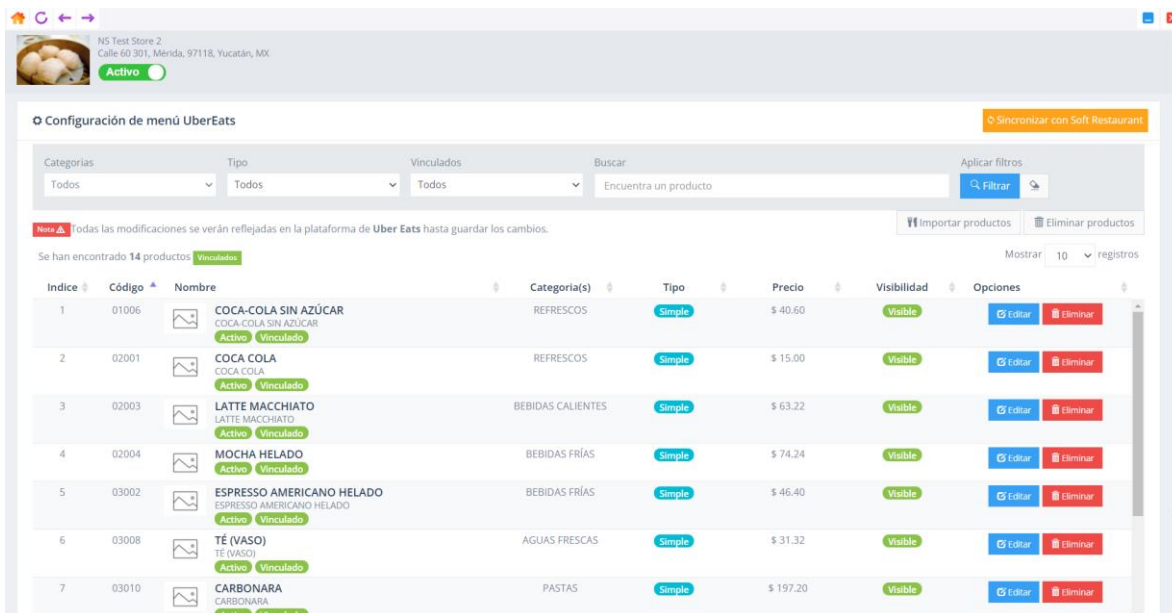 NS Test Store 2
Calle 60 301, Mérida, 97118, Yucatán, MX
Activo
Configuración de menú UberEats
Sincronizar con Soft Restaurant
Categorias Tipo Vinculados Buscar Aplicar filtros
Todos Todos Todos Encuentra un producto Filtrar
Importar productos Eliminar productos
Nota Todas las modificaciones se verán reflejadas en la plataforma de Uber Eats hasta guardar los cambios.
Se han encontrado 14 productos Vinculados Mostrar 10 registros
Indice Código Nombre Categoria(s) Tipo Precio Visibilidad Opciones
1 01006 COCA-COLA SIN AZÚCAR REFRESCOS Simple $ 40.60 Visible Editar Eliminar
COCA-COLA SIN AZÚCAR
Activo Vinculado
2 02001 COCA COLA REFRESCOS Simple $ 15.00 Visible Editar Eliminar
COCA COLA
Activo Vinculado
3 02003 LATTE MACCHIATO BEBIDAS CALIENTES Simple $ 63.22 Visible Editar Eliminar
LATTE MACCHIATO
Activo Vinculado
4 02004 MOCHA HELADO BEBIDAS FRÍAS Simple $ 74.24 Visible Editar Eliminar
MOCHA HELADO
Activo Vinculado
5 03002 ESPRESSO AMERICANO HELADO BEBIDAS FRÍAS Simple $ 46.40 Visible Editar Eliminar
ESPRESSO AMERICANO HELADO
Activo Vinculado
6 03008 TÉ (VASO) AGUAS FRESCAS Simple $ 31.32 Visible Editar Eliminar
TÉ (VASO)
Activo Vinculado
7 03010 CARBONARA PASTAS Simple $ 197.20 Visible Editar Eliminar
CARBONARA